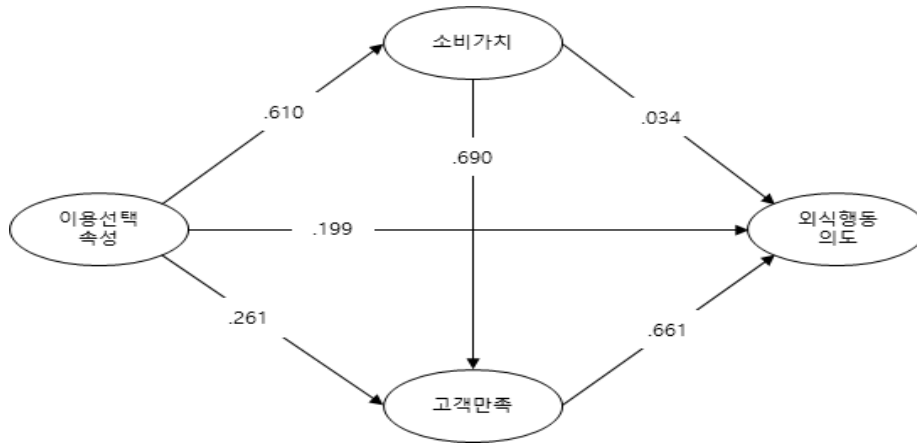 소비가치
.610
.034
.690
이용선택
속성
.199
외식행동
의도
.261
.661
고객만족